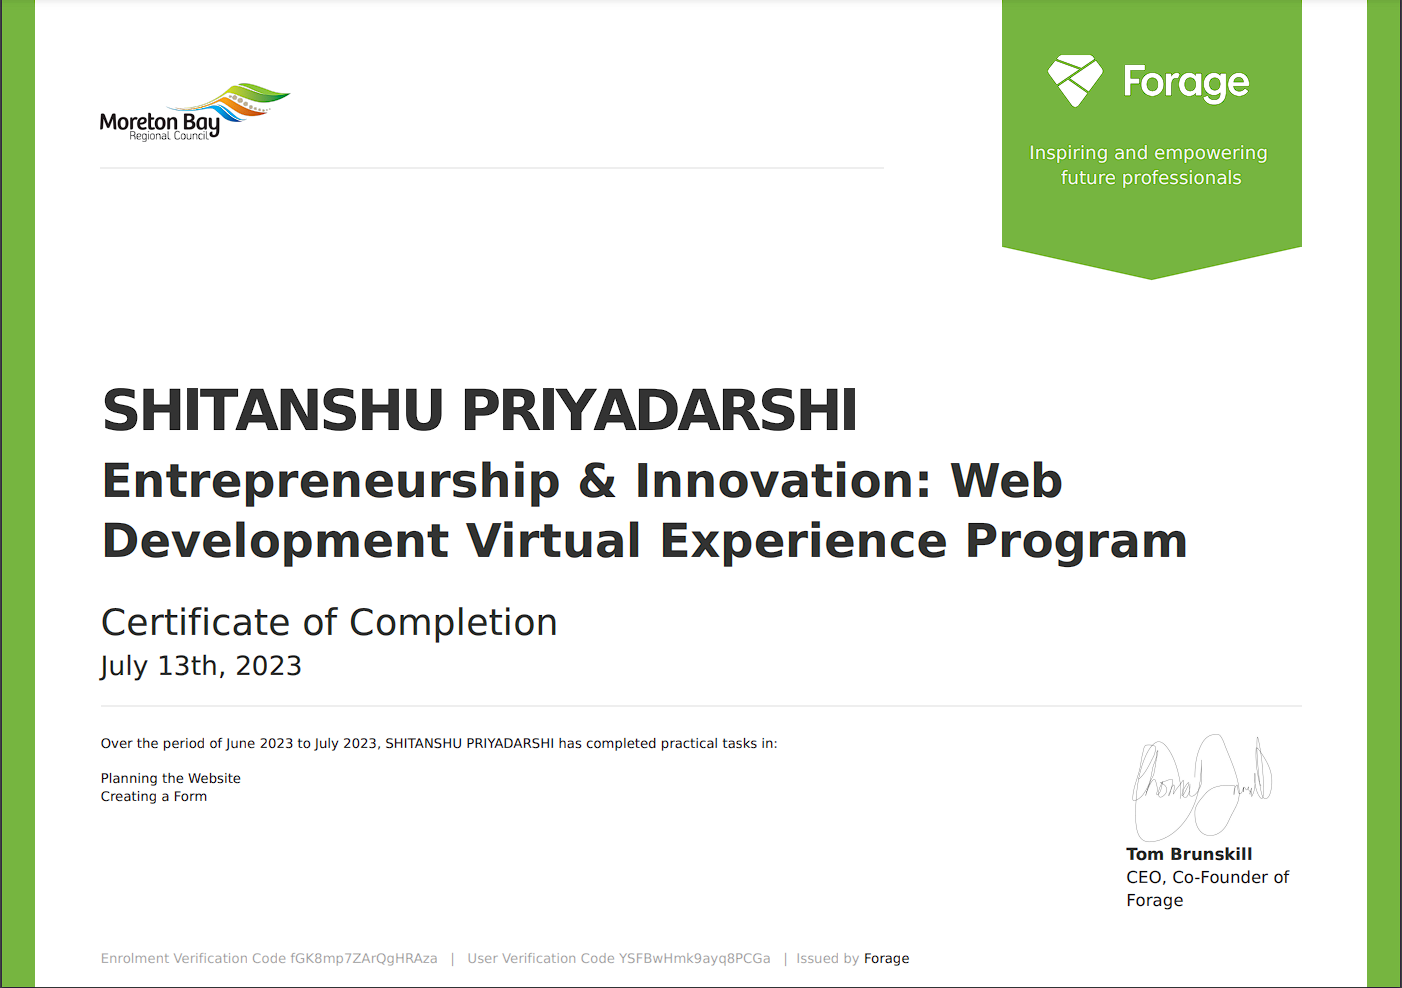 Moreton Bay
Regional Council
Forage
Inspiring and empowering
future professionals
SHITANSHU PRIYADARSHI
Entrepreneurship & Innovation: Web
Development Virtual Experience Program
Certificate of Completion
July 13th, 2023
Over the period of June 2023 to July 2023, SHITANSHU PRIYADARSHI has completed practical tasks in:
Planning the Website
Creating a Form
Tom Brunskill
CEO, Co-Founder of
Forage
Enrolment Verification Code fGK8mp7ZArQgHRAza | User Verification Code YSFBwHmk9ayq8PCGa | Issued by Forage